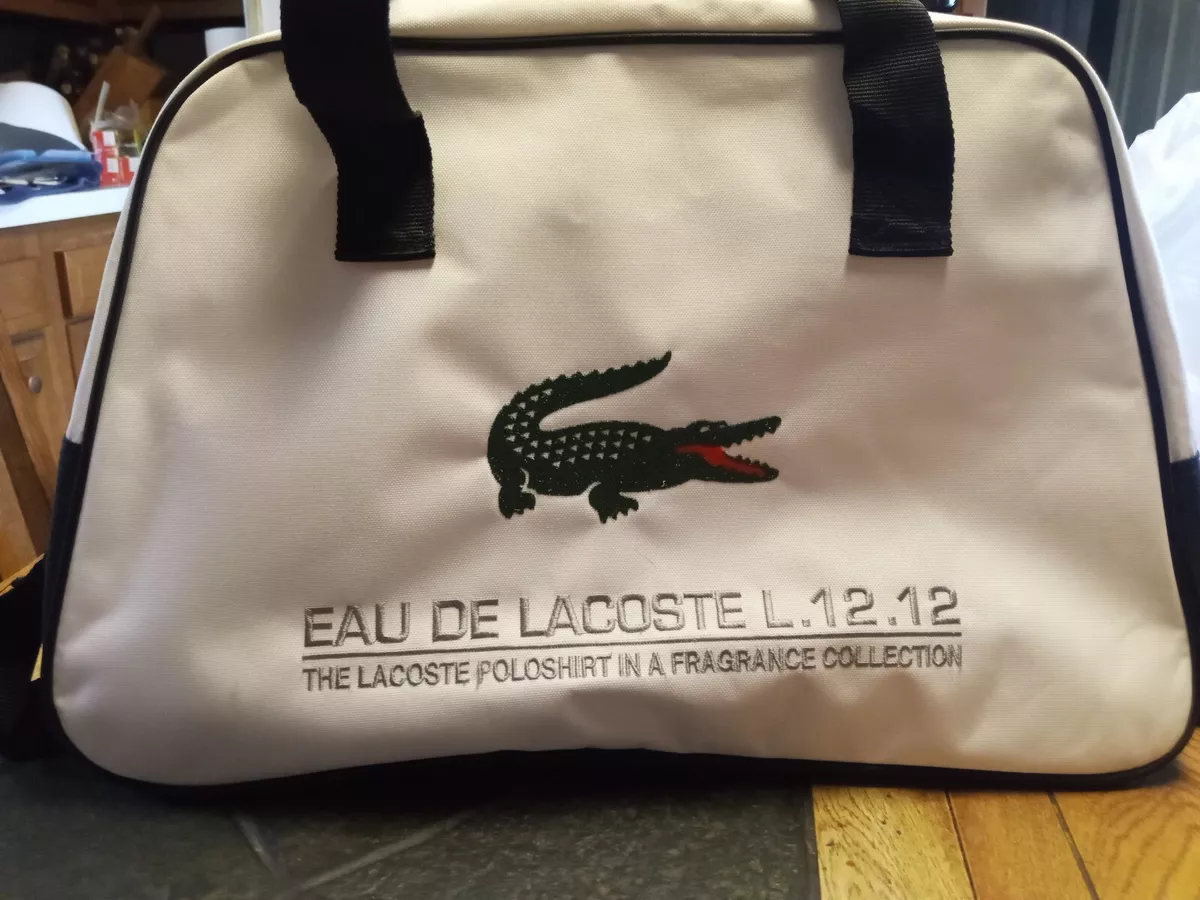 EAU DE LACOSTE L.12.12
THE LACOSTE POLOSHIRT IN A FRAGRANCE COLLECTION